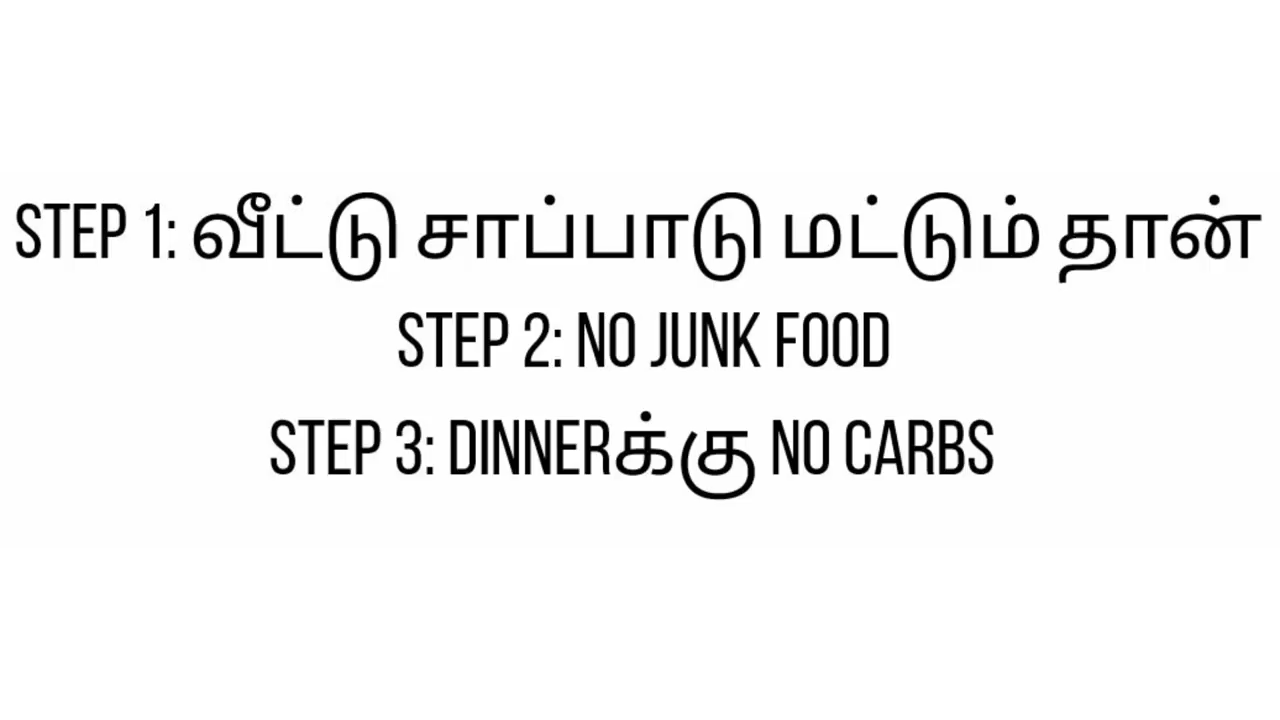 STEP 1: வீட்டு சாப்பாடு மட்டும் தான்
STEP 2: NO JUNK FOOD
STEP 3: DINNERக்கு NO CARBS